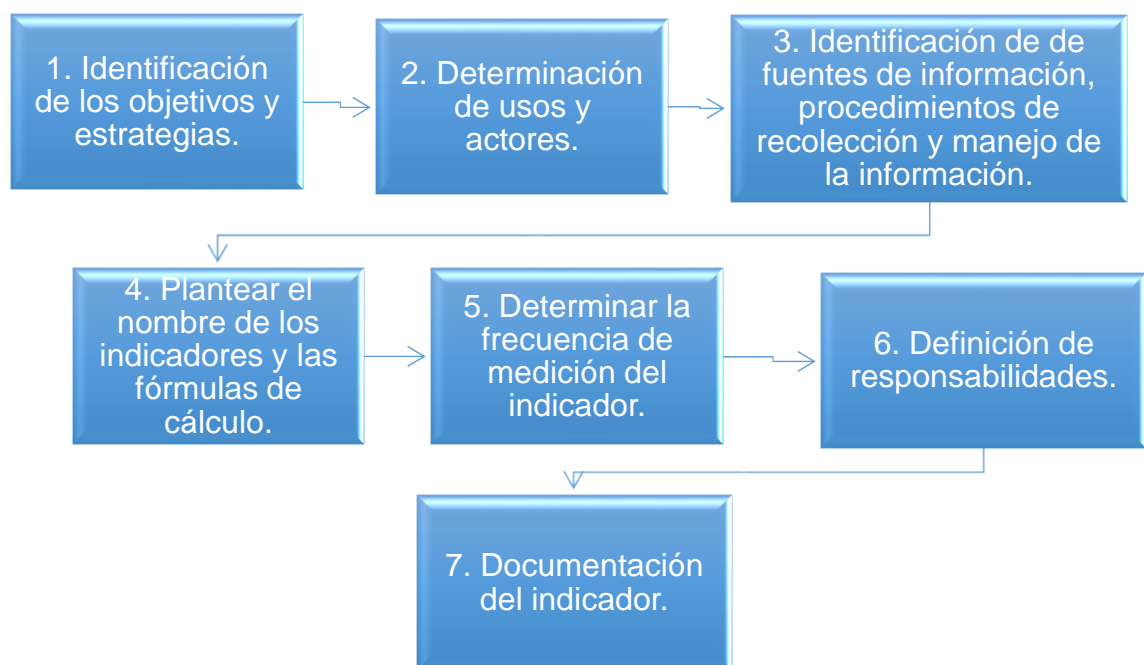 1. Identificación
de los objetivos y
estrategias.
2. Determinación
de usos y
actores.
3. Identificación de de
fuentes de información,
procedimientos de
recolección y manejo de
la información.
4. Plantear el
nombre de los
indicadores y las
fórmulas de
cálculo.
5. Determinar la
frecuencia de
medición del
indicador.
6. Definición de
responsabilidades.
7. Documentación
del indicador.